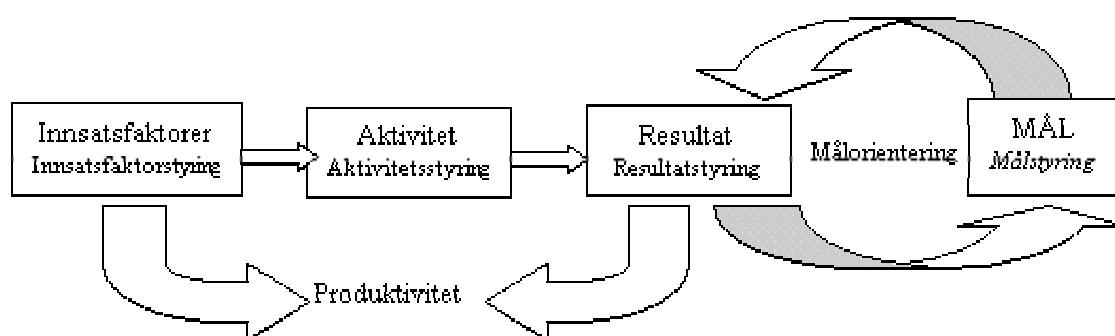 Innsatsfaktorer
Innsatsfaktorstyring
Aktivitet
Aktivitetsstyring
Resultat
Resultatstyring
Målorientering
MÅL
Målstyring
Produktivitet